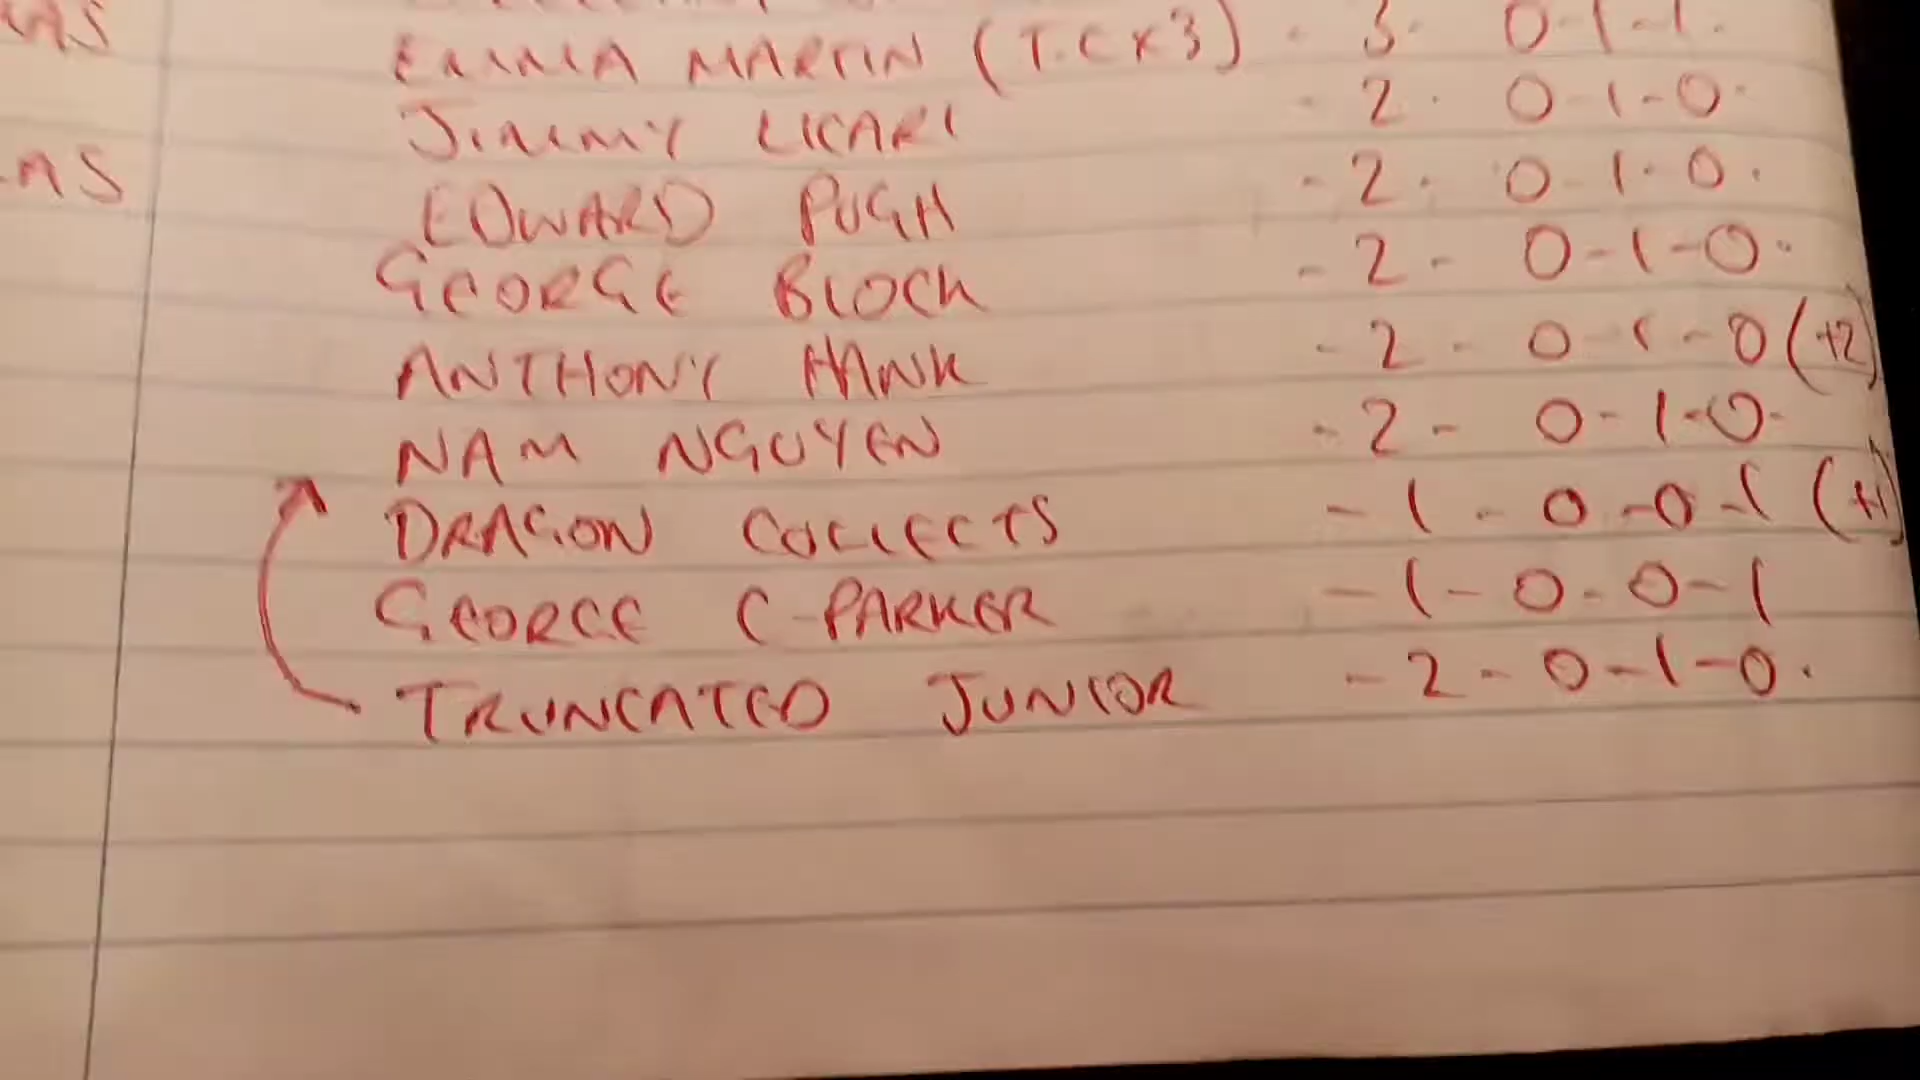 EMMA MARTIN (T.C X3) - 3 - 0-1-1.
JIMMY LICARI - 2 - 0-1-0.
EDWARD PUGH - 2 - 0-1-0.
GEORGE BLOCK - 2 - 0-1-0.
ANTHONY HAWK - 2 - 0-1-0 (+2)
NAM NGUYEN - 2 - 0-1-0-
DRAGON COLLECTS - 1 - 0-0-1 (+1)
GEORGE C-PARKER - 1 - 0-0-1
TRUNCATED JUNIOR - 2 - 0-1-0.